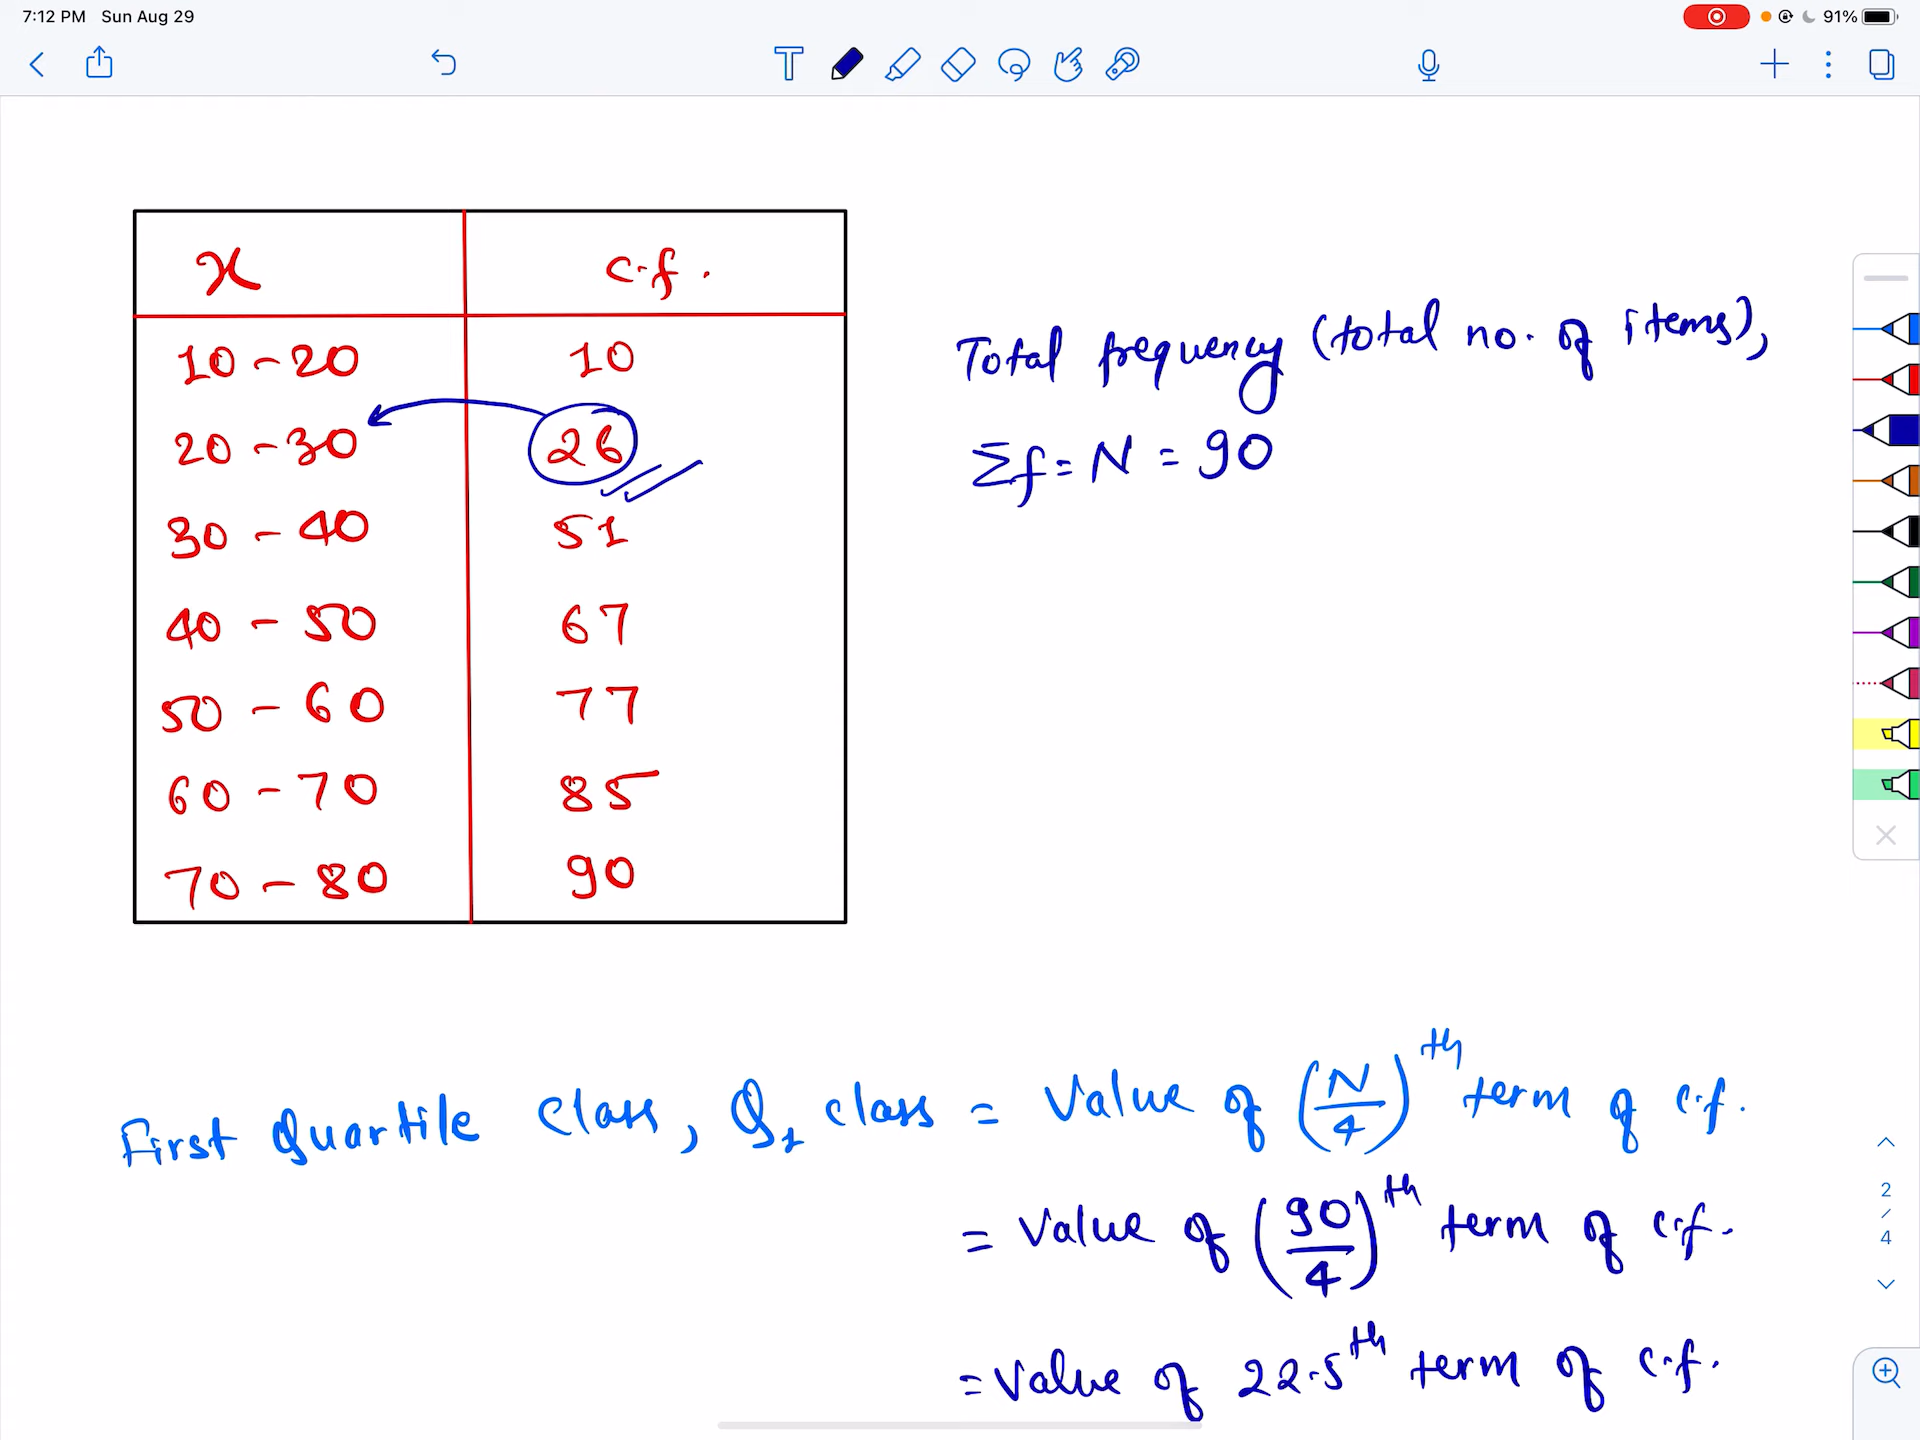 7:12 PM Sun Aug 29
91%
x c.f.
10 - 20 10
20 - 30 26
30 - 40 51
40 - 50 67
50 - 60 77
60 - 70 85
70 - 80 90
Total frequency (total no. of items),
Σf = N = 90
First Quartile Class, Q₁ class = Value of (N/4)th term of c.f.
= Value of (90/4)th term of c.f.
= Value of 22.5th term of c.f.
2
/
4